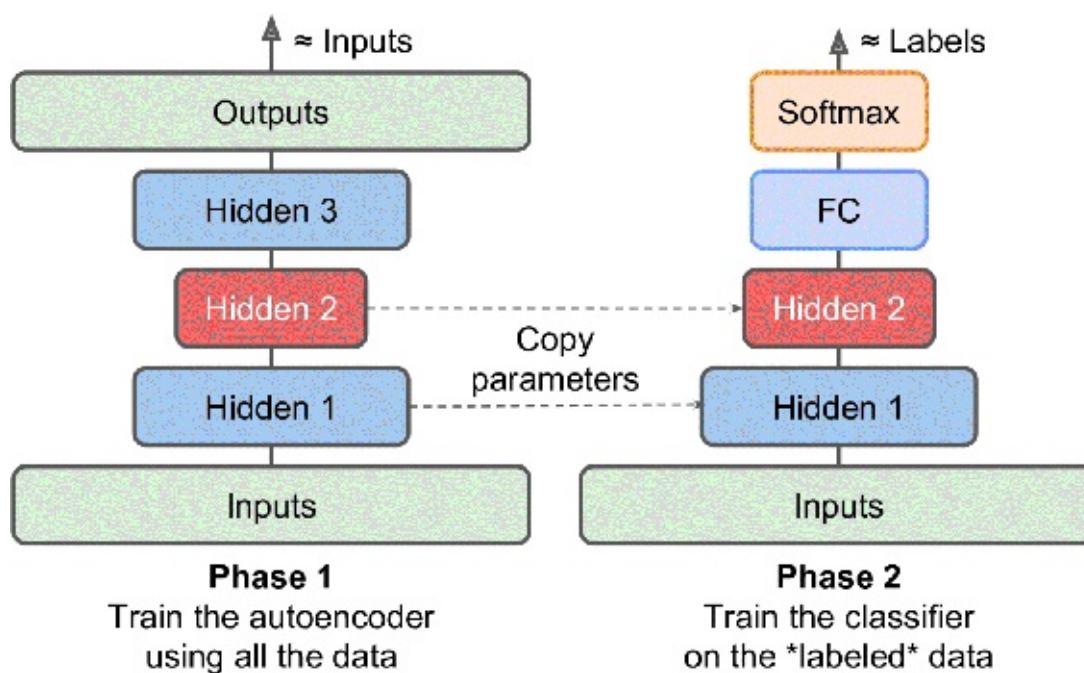 ≈ Inputs
Outputs
Hidden 3
Hidden 2
Hidden 1
Inputs
Phase 1
Train the autoencoder
using all the data
Copy
parameters
≈ Labels
Softmax
FC
Hidden 2
Hidden 1
Inputs
Phase 2
Train the classifier
on the *labeled* data